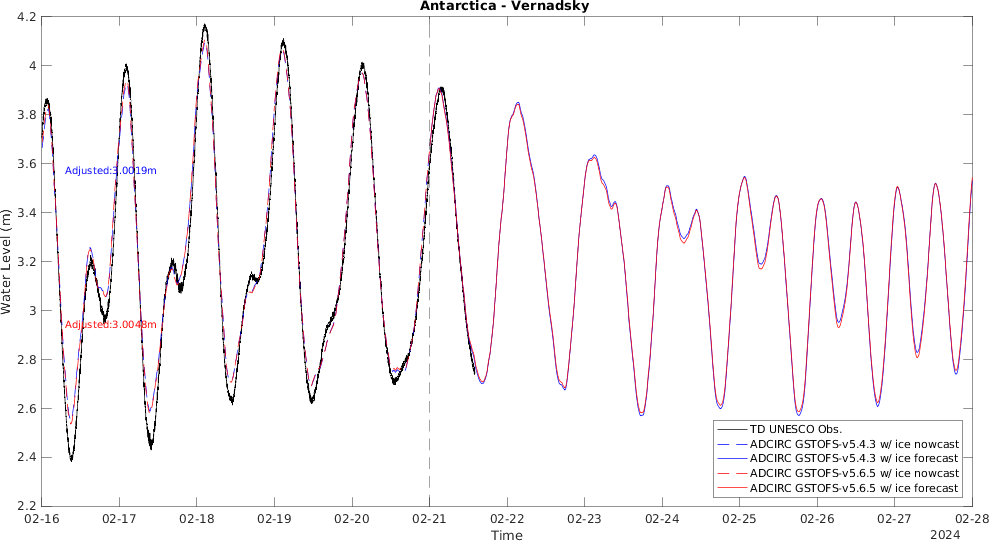 Antarctica - Vernadsky
4.2
4
3.8
3.6
3.4
3.2
3
2.8
2.6
2.4
2.2
Water Level (m)
Adjusted:3.0019m
Adjusted:3.0048m
TD UNESCO Obs.
ADCIRC GSTOFS-v5.4.3 w/ ice nowcast
ADCIRC GSTOFS-v5.4.3 w/ ice forecast
ADCIRC GSTOFS-v5.6.5 w/ ice nowcast
ADCIRC GSTOFS-v5.6.5 w/ ice forecast
02-16 02-17 02-18 02-19 02-20 02-21 02-22 02-23 02-24 02-25 02-26 02-27 02-28
Time 2024